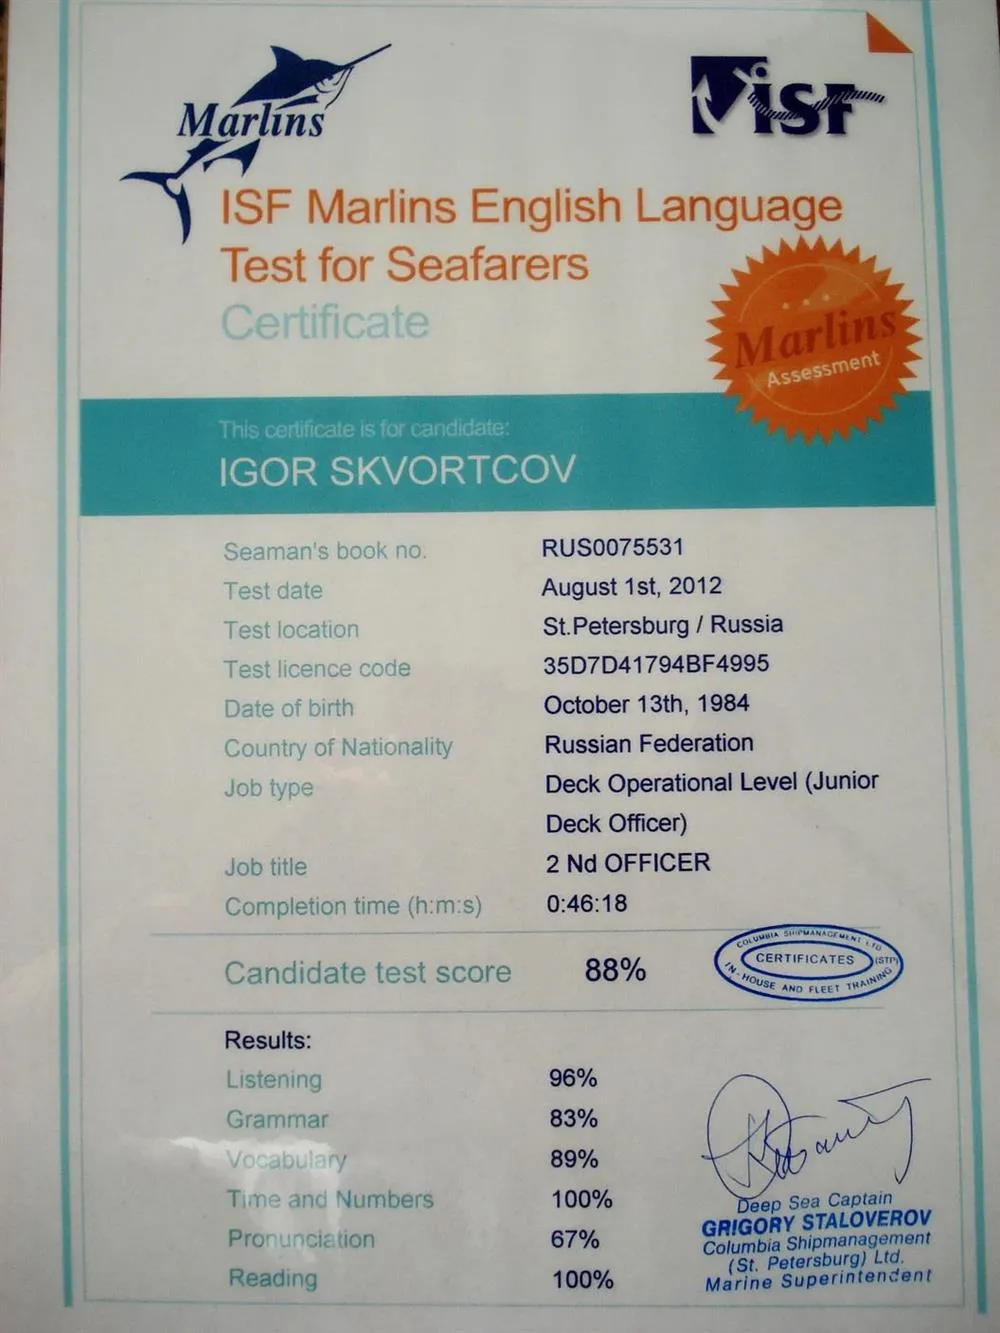 Marlins
ISF
ISF Marlins English Language
Test for Seafarers
Certificate
Marlins
Assessment
This certificate is for candidate:
IGOR SKVORTCOV
Seaman's book no. RUS0075531
Test date August 1st, 2012
Test location St.Petersburg / Russia
Test licence code 35D7D41794BF4995
Date of birth October 13th, 1984
Country of Nationality Russian Federation
Job type Deck Operational Level (Junior
Deck Officer)
Job title 2 Nd OFFICER
Completion time (h:m:s) 0:46:18
Candidate test score 88%
COLUMBIA SHIPMANAGEMENT LTD
CERTIFICATES
(STP)
IN-HOUSE AND FLEET TRAINING
Results:
Listening 96%
Grammar 83%
Vocabulary 89%
Time and Numbers 100%
Pronunciation 67%
Reading 100%
Deep Sea Captain
GRIGORY STALOVEROV
Columbia Shipmanagement
(St. Petersburg) Ltd.
Marine Superintendent